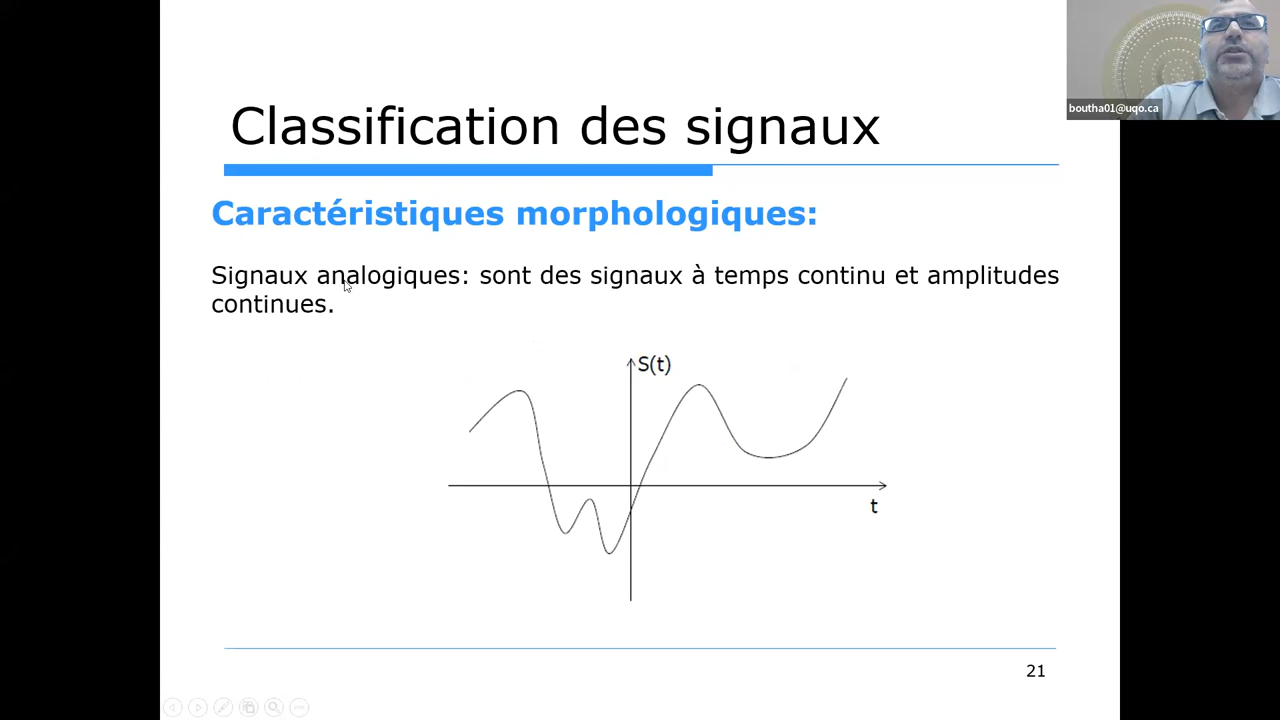 boutha01@uqo.ca
Classification des signaux
Caractéristiques morphologiques:
Signaux analogiques: sont des signaux à temps continu et amplitudes
continues.
S(t)
t
21